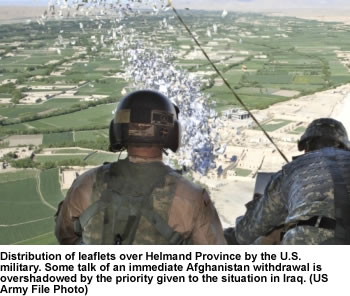 Distribution of leaflets over Helmand Province by the U.S.
military. Some talk of an immediate Afghanistan withdrawal is
overshadowed by the priority given to the situation in Iraq. (US
Army File Photo)